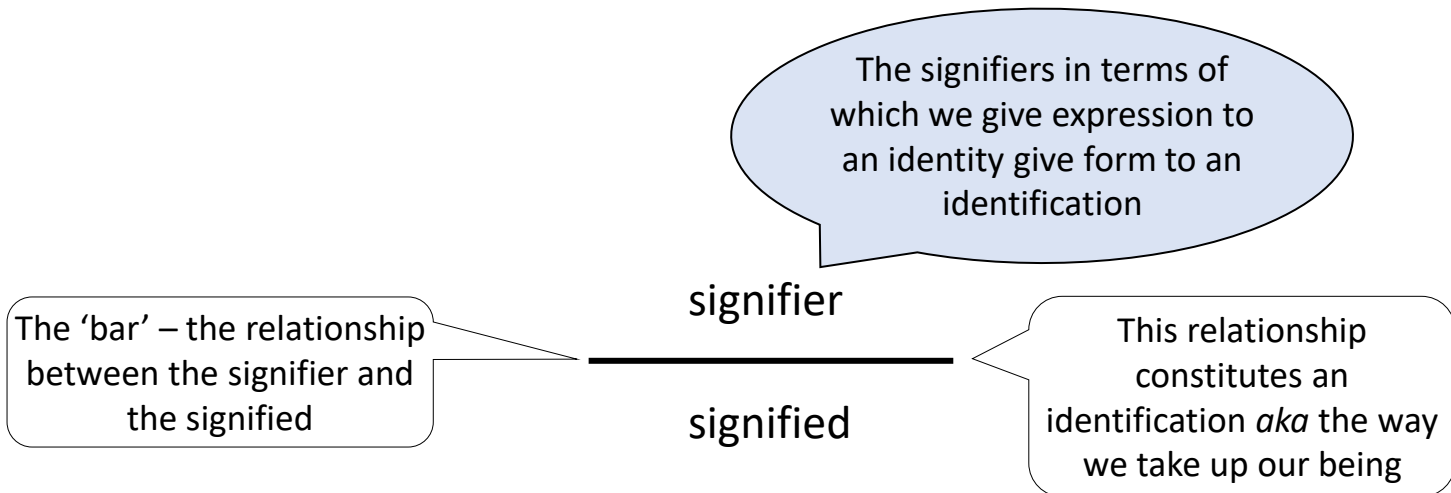 The signifiers in terms of
which we give expression to
an identity give form to an
identification
signifier
The ‘bar’ – the relationship
between the signifier and
the signified
This relationship
constitutes an
identification aka the way
we take up our being
signified